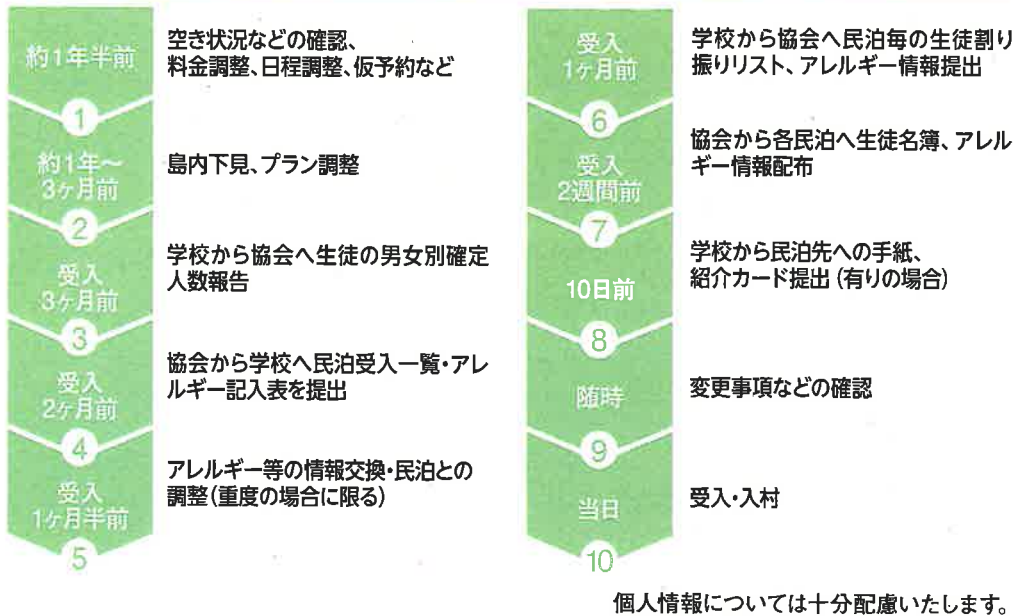 約1年半前
空き状況などの確認、
料金調整、日程調整、仮予約など
1
約1年～
3ヶ月前
島内下見、プラン調整
2
受入
3ヶ月前
学校から協会へ生徒の男女別確定
人数報告
3
受入
2ヶ月前
協会から学校へ民泊受入一覧・アレ
ルギー記入表を提出
4
受入
1ヶ月半前
アレルギー等の情報交換・民泊との
調整(重度の場合に限る)
5
受入
1ヶ月前
学校から協会へ民泊毎の生徒割り
振りリスト、アレルギー情報提出
6
受入
2週間前
協会から各民泊へ生徒名簿、アレル
ギー情報配布
7
10日前
学校から民泊先への手紙、
紹介カード提出(有りの場合)
8
随時
変更事項などの確認
9
当日
受入・入村
10
個人情報については十分配慮いたします。